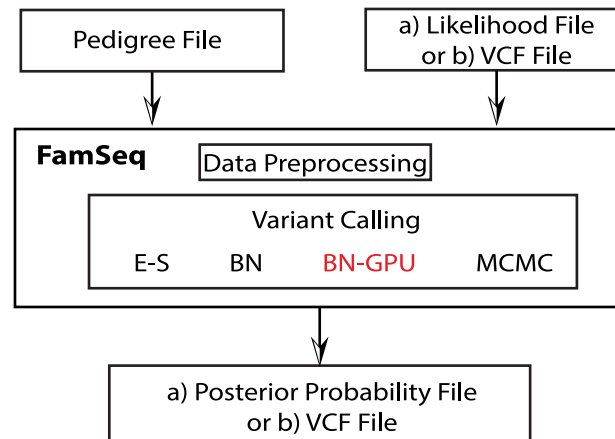 Pedigree File
a) Likelihood File
or b) VCF File
FamSeq
Data Preprocessing
Variant Calling
E-S BN BN-GPU MCMC
a) Posterior Probability File
or b) VCF File